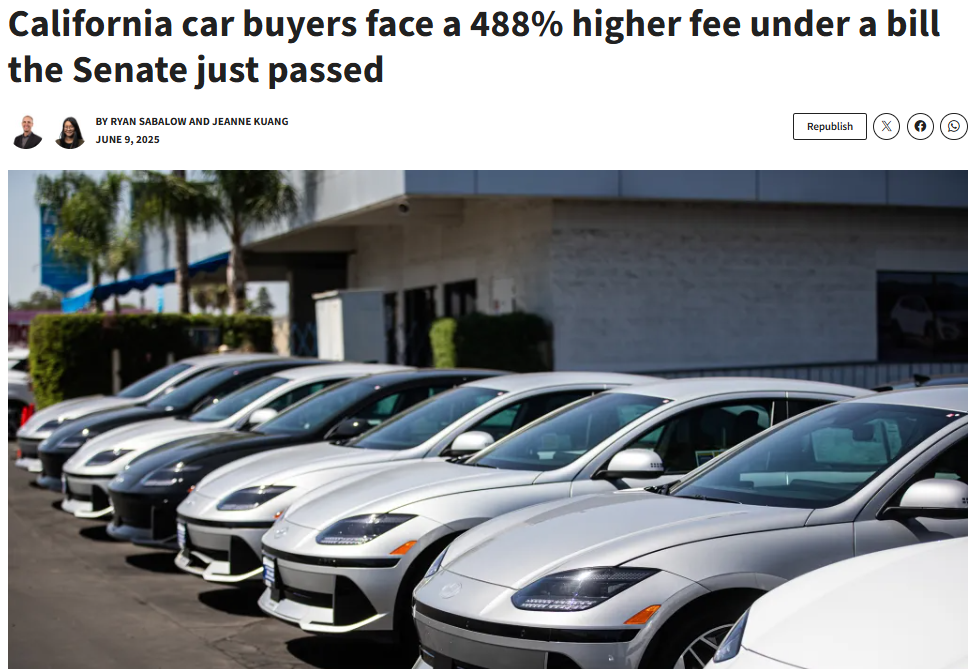 California car buyers face a 488% higher fee under a bill
the Senate just passed
BY RYAN SABALOW AND JEANNE KUANG
JUNE 9, 2025
Republish